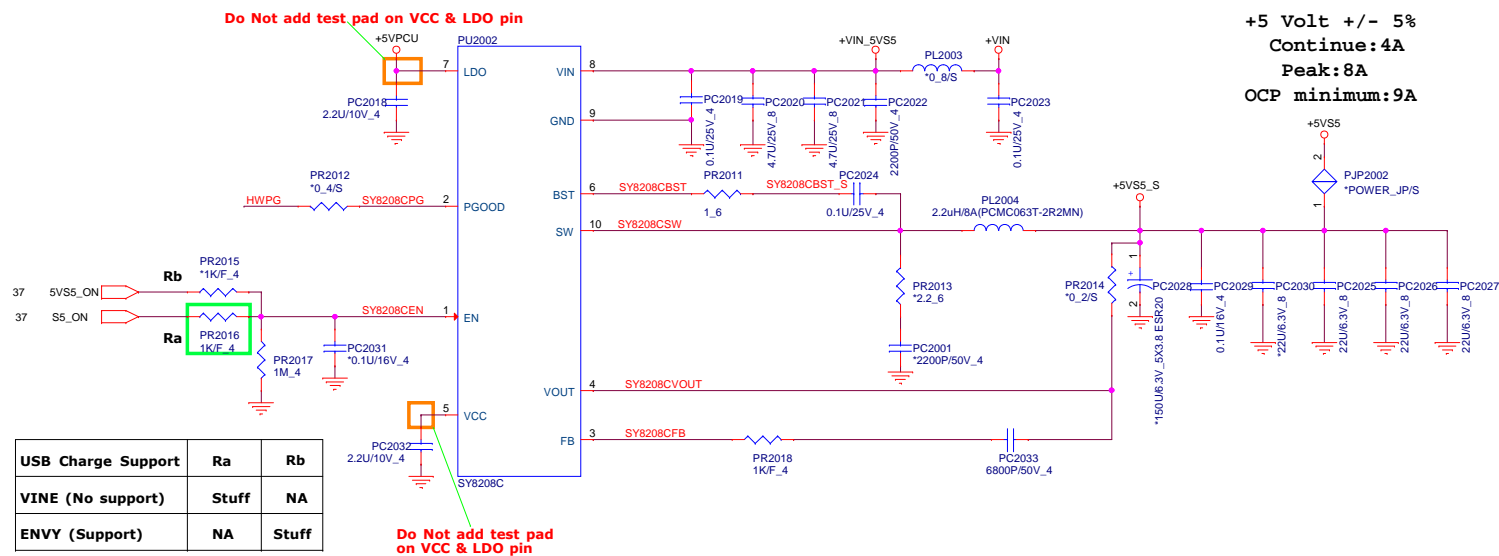 Do Not add test pad on VCC & LDO pin
+5 Volt +/- 5%
Continue:4A
Peak:8A
OCP minimum:9A
+5VPCU
PU2002
+VIN_5VS5
+VIN
PL2003
*0_8/S
7
LDO
VIN
8
PC2018
2.2U/10V_4
PC2019
0.1U/25V_4
PC2020
4.7U/25V_8
PC2021
4.7U/25V_8
PC2022
2200P/50V_4
PC2023
0.1U/25V_4
GND
9
+5VS5
2
PJP2002
*POWER_JP/S
1
PR2012
*0_4/S
HWPG
SY8208CPG
2
PGOOD
BST
6
SY8208CBST
PR2011
1_6
SY8208CBST_S
PC2024
0.1U/25V_4
+5VS5_S
PL2004
2.2uH/8A(PCMC063T-2R2MN)
SW
10
SY8208CSW
PR2015
*1K/F_4
Rb
37
5VS5_ON
37
S5_ON
Ra
PR2016
1K/F_4
SY8208CEN
1
EN
PR2017
1M_4
PC2031
*0.1U/16V_4
PR2013
*2.2_6
PC2001
*2200P/50V_4
PR2014
*0_2/S
1
+
2
PC2028
*150U/6.3V_5X3.8 ESR20
PC2029
0.1U/16V_4
PC2030
*22U/6.3V_8
PC2025
22U/6.3V_8
PC2026
22U/6.3V_8
PC2027
22U/6.3V_8
VOUT
4
SY8208CVOUT
5
VCC
PC2032
2.2U/10V_4
FB
3
SY8208CFB
PR2018
1K/F_4
PC2033
6800P/50V_4
SY8208C
USB Charge Support Ra Rb
VINE (No support) Stuff NA
ENVY (Support) NA Stuff
Do Not add test pad
on VCC & LDO pin